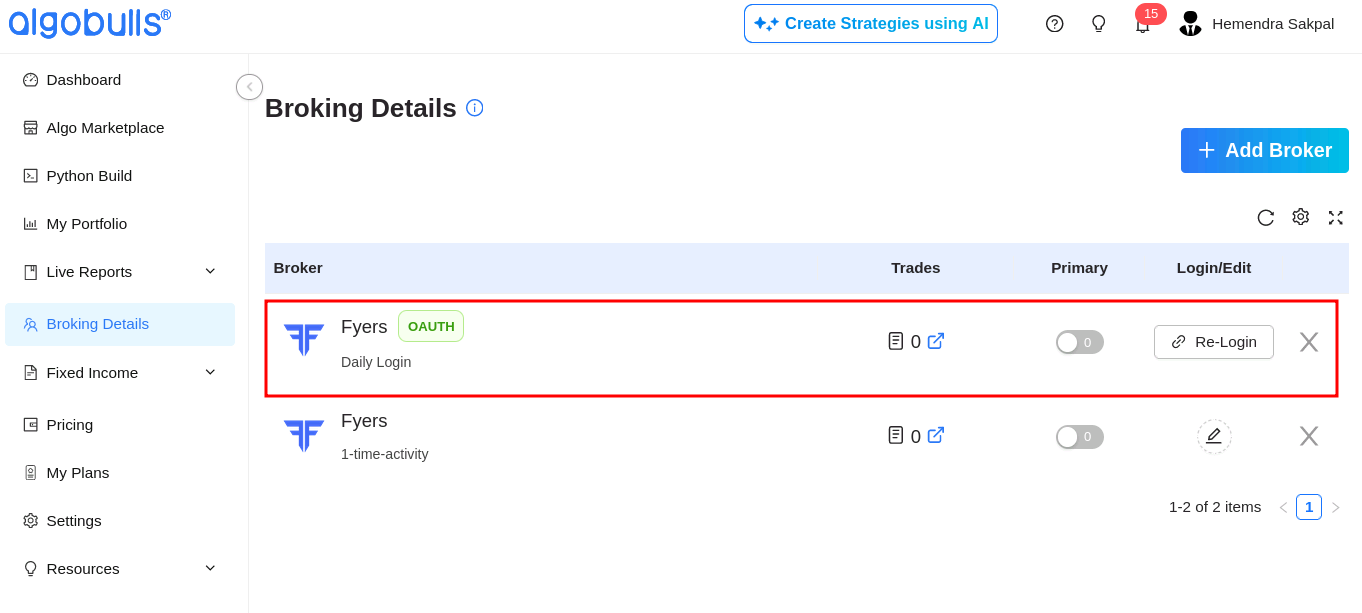 algobulls®
Create Strategies using AI
15
Hemendra Sakpal
Dashboard
Algo Marketplace
Python Build
My Portfolio
Live Reports
Broking Details
Fixed Income
Pricing
My Plans
Settings
Resources
Broking Details
Add Broker
Broker Trades Primary Login/Edit
Fyers OAUTH
Daily Login
0 0 Re-Login
Fyers
1-time-activity
0 0
1-2 of 2 items 1